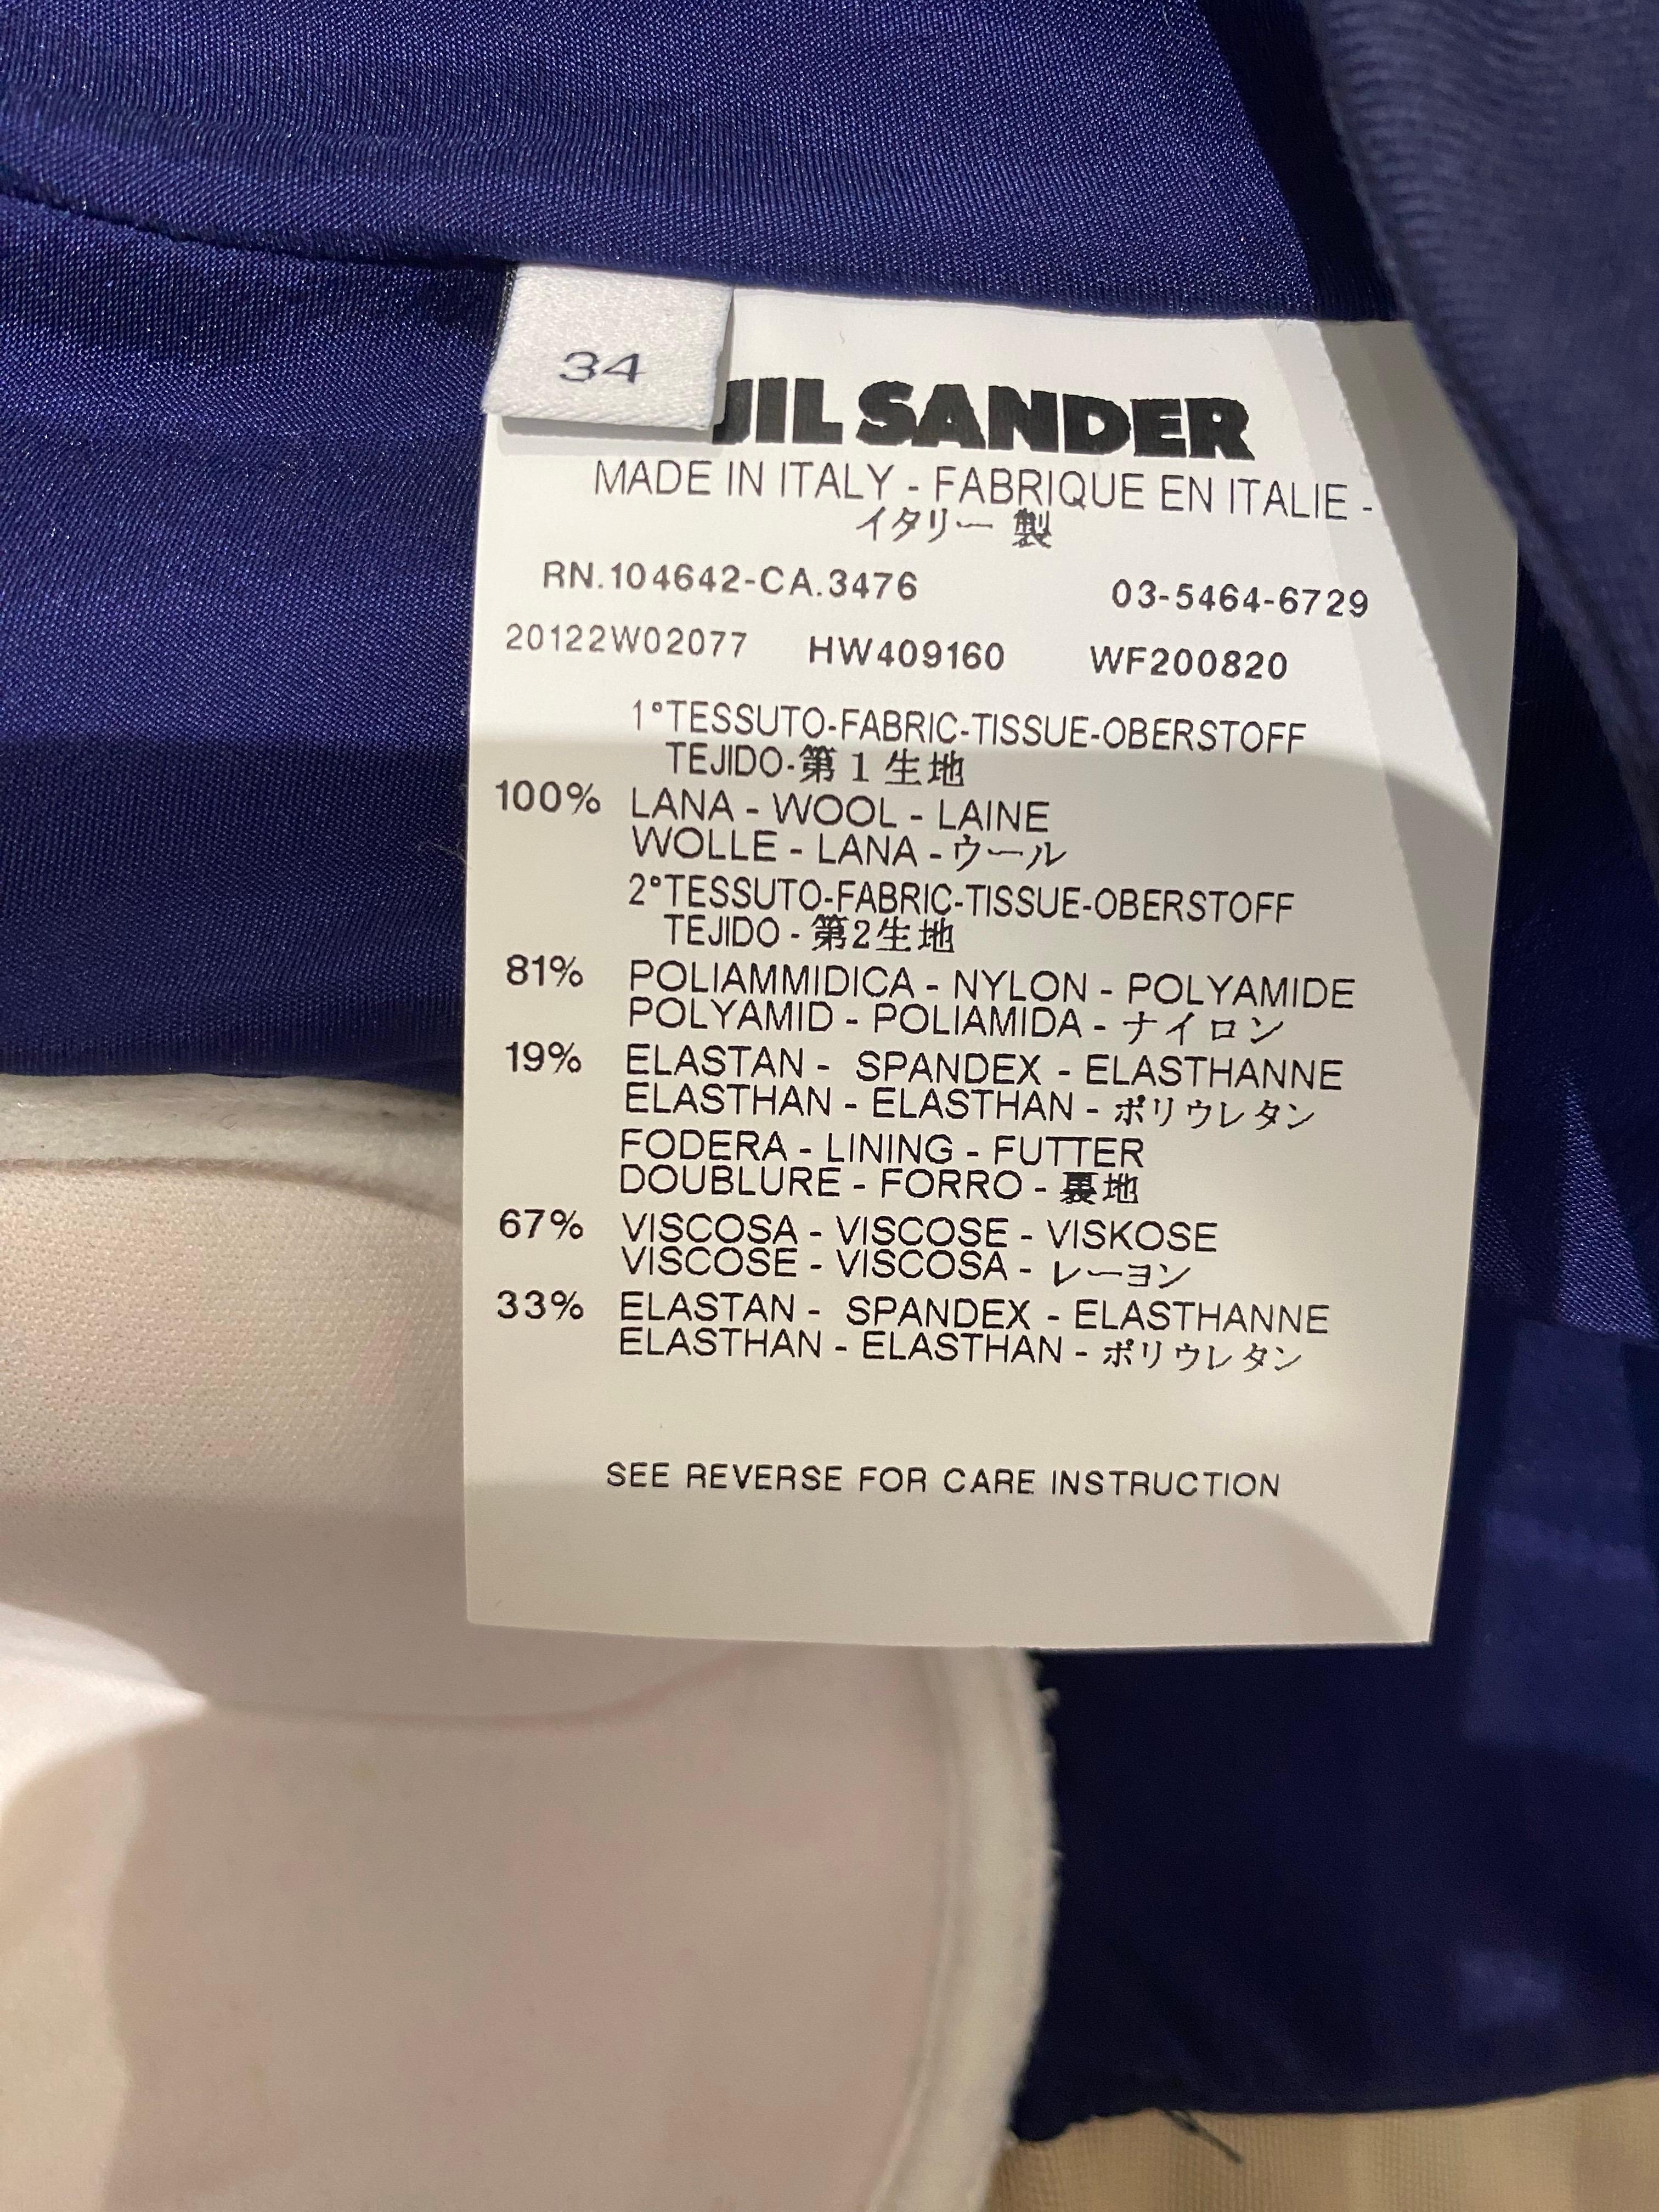 34
JIL SANDER
MADE IN ITALY - FABRIQUE EN ITALIE -
イタリー 製
RN.104642-CA.3476 03-5464-6729
20122W02077 HW409160 WF200820
1°TESSUTO-FABRIC-TISSUE-OBERSTOFF
TEJIDO-第1生地
100% LANA - WOOL - LAINE
WOLLE - LANA - ウール
2°TESSUTO-FABRIC-TISSUE-OBERSTOFF
TEJIDO - 第2生地
81% POLIAMMIDICA - NYLON - POLYAMIDE
POLYAMID - POLIAMIDA - ナイロン
19% ELASTAN - SPANDEX - ELASTHANNE
ELASTHAN - ELASTHAN - ポリウレタン
FODERA - LINING - FUTTER
DOUBLURE - FORRO - 裏地
67% VISCOSA - VISCOSE - VISKOSE
VISCOSE - VISCOSA - レーヨン
33% ELASTAN - SPANDEX - ELASTHANNE
ELASTHAN - ELASTHAN - ポリウレタン
SEE REVERSE FOR CARE INSTRUCTION